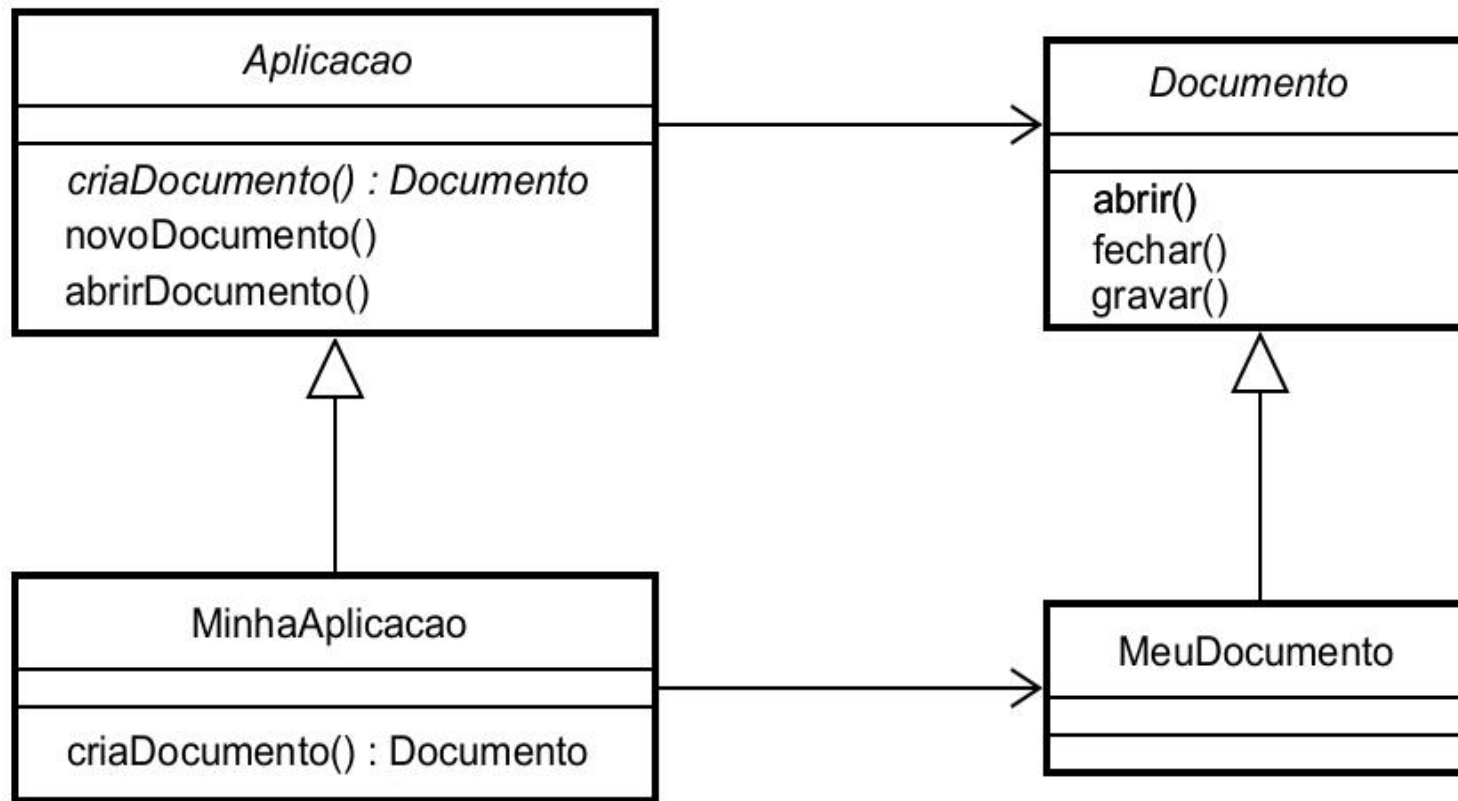 Aplicacao
criaDocumento() : Documento
novoDocumento()
abrirDocumento()
Documento
abrir()
fechar()
gravar()
MinhaAplicacao
criaDocumento() : Documento
MeuDocumento